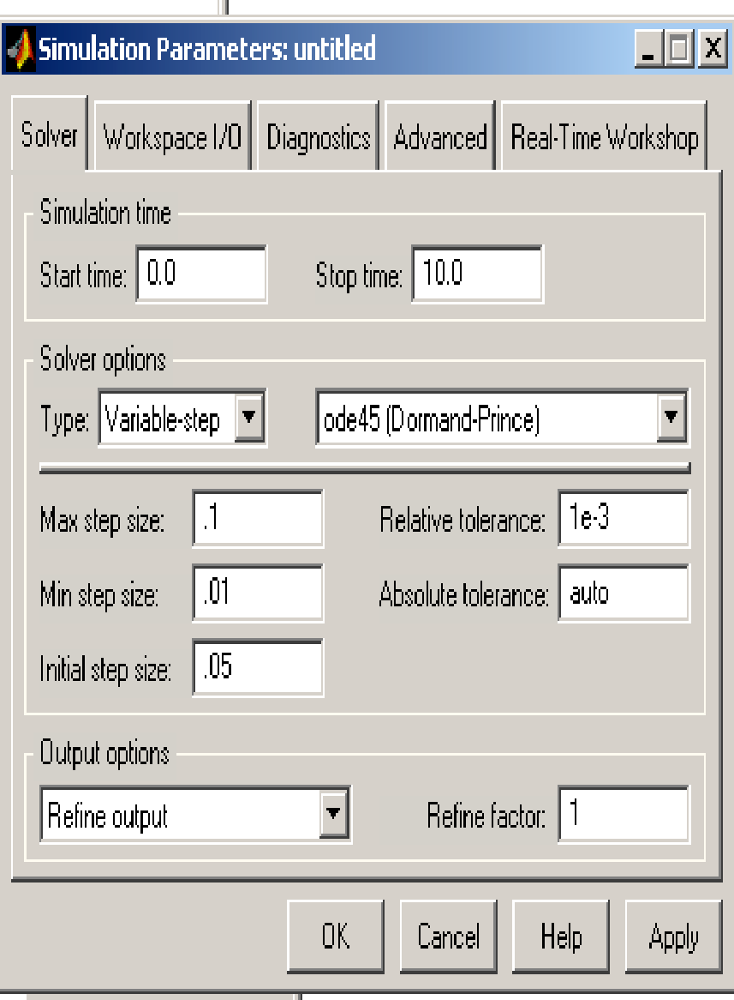 Simulation Parameters: untitled
Solver Workspace I/O Diagnostics Advanced Real-Time Workshop
Simulation time
Start time: 0.0 Stop time: 10.0
Solver options
Type: Variable-step ode45 (Dormand-Prince)
Max step size: .1 Relative tolerance: 1e-3
Min step size: .01 Absolute tolerance: auto
Initial step size: .05
Output options
Refine output Refine factor: 1
OK Cancel Help Apply